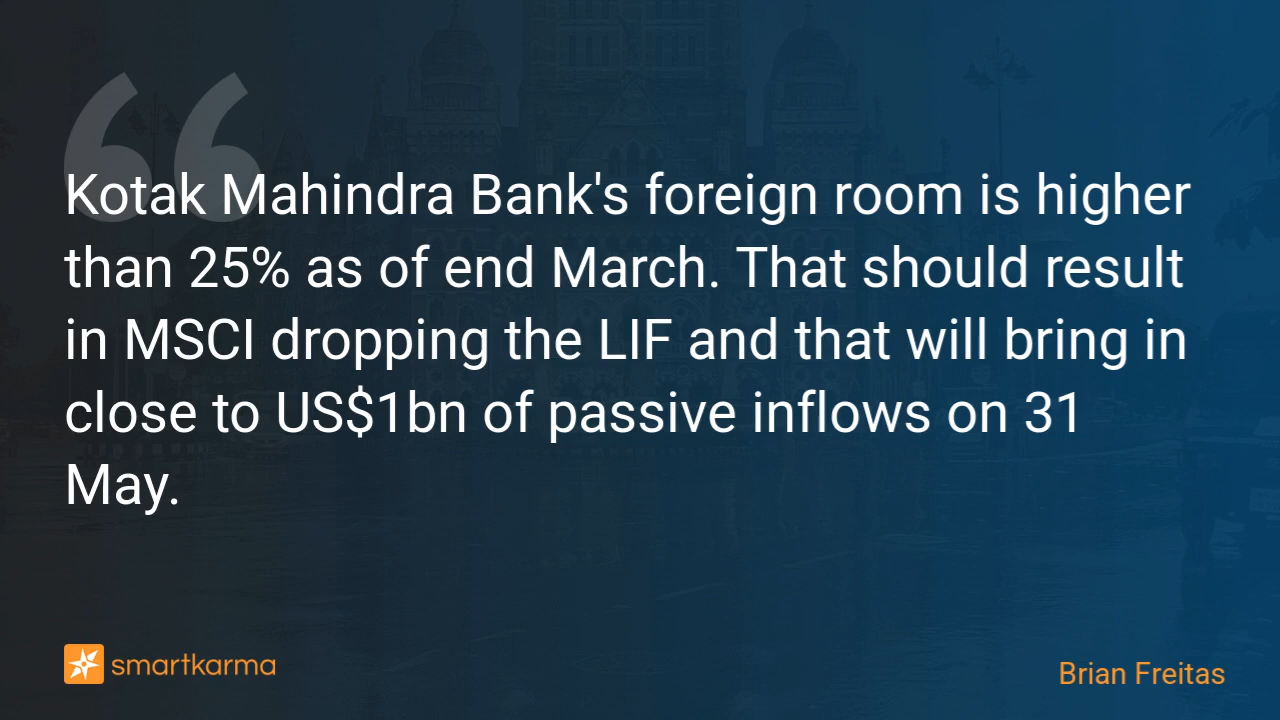 Kotak Mahindra Bank's foreign room is higher
than 25% as of end March. That should result
in MSCI dropping the LIF and that will bring in
close to US$1bn of passive inflows on 31
May.
smartkarma
Brian Freitas